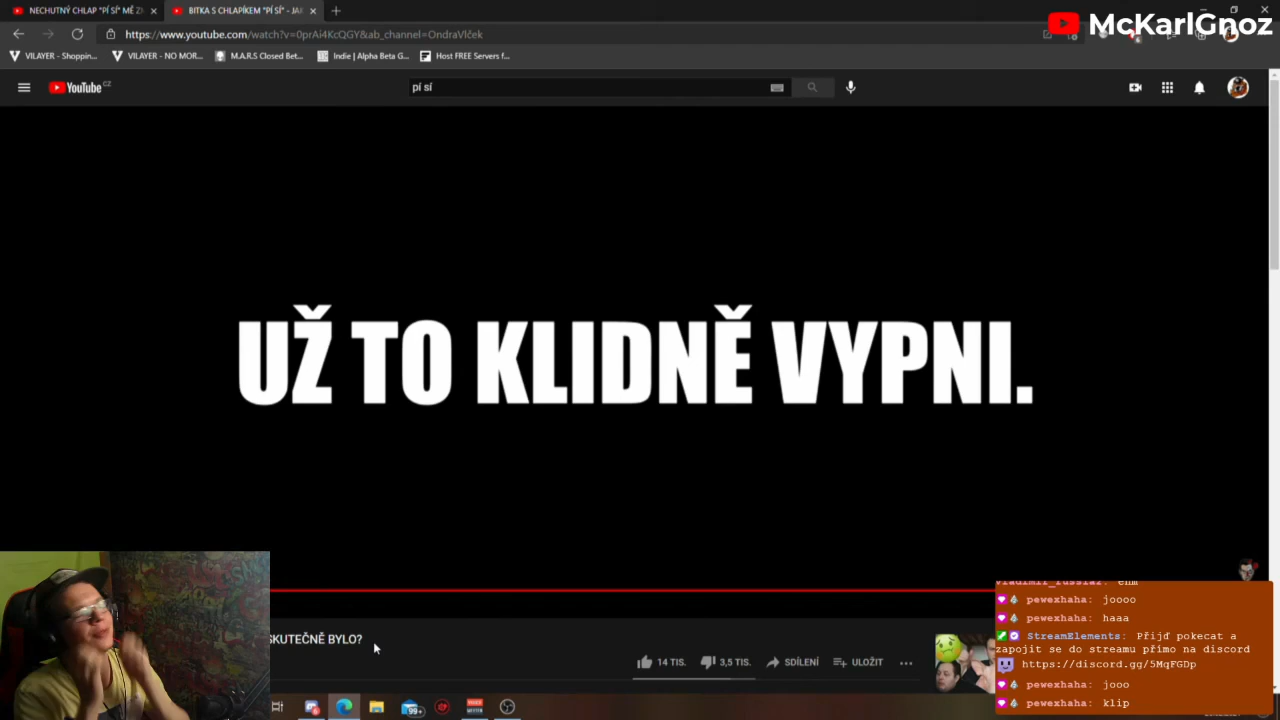 McKarlGnoz
NECHUTNÝ CHLAP "PÍ SÍ" MĚ
BITKA S CHLAPÍKEM "PÍ SÍ" -
https://www.youtube.com/watch?v=0prAi4KcQGY&ab_channel=OndraVlček
VILAYER - Shoppin...
VILAYER - NO MOR...
M.A.R.S Closed Bet...
Indie | Alpha Beta G...
Host FREE Servers f...
YouTube CZ
pí sí
UŽ TO KLIDNĚ VYPNI.
SKUTEČNĚ BYLO?
14 TIS.
3,5 TIS.
SDÍLENÍ
ULOŽIT
pewexhaha: joooo
pewexhaha: haaa
StreamElements: Přijď pokecat a
zapojit se do streamu přímo na discord
https://discord.gg/5MqFGDp
pewexhaha: jooo
pewexhaha: klip
99+